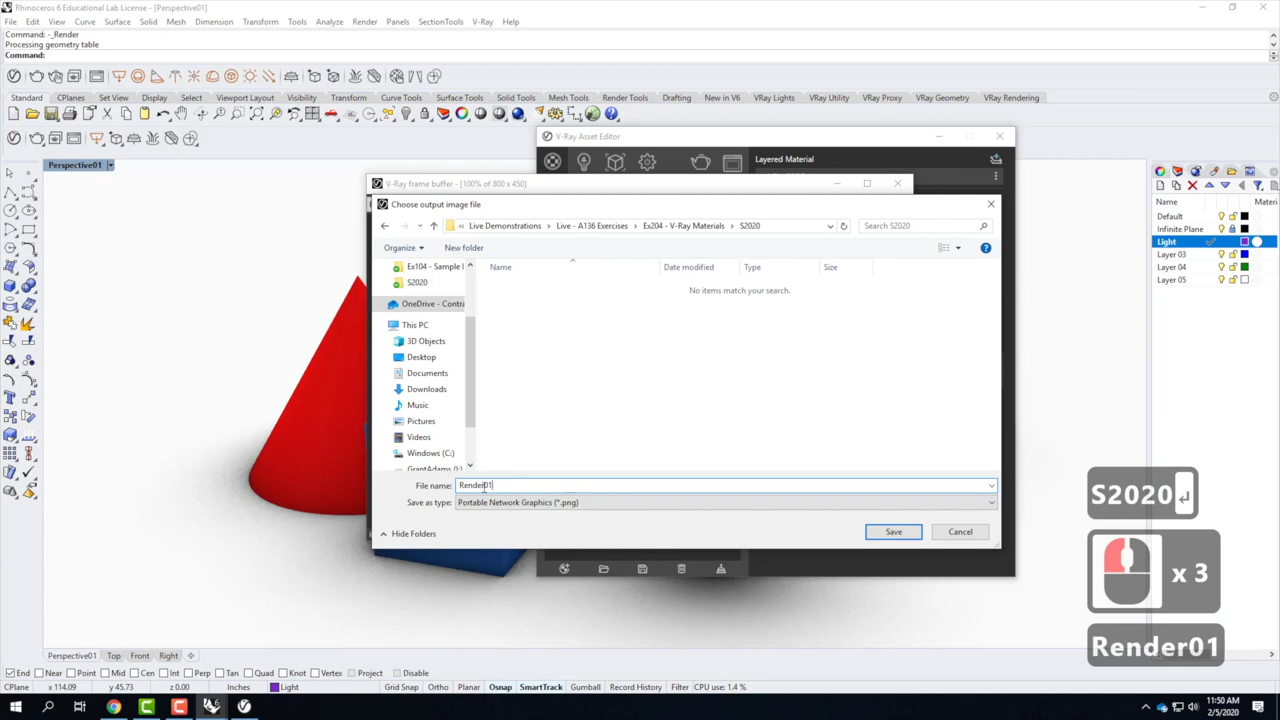 Rhinoceros 6 Educational Lab License - [Perspective01]
File Edit View Curve Surface Solid Mesh Dimension Transform Tools Analyze Render Panels SectionTools V-Ray Help
Command: -_Render
Processing geometry table
Command:
Standard CPlanes Set View Display Select Viewport Layout Visibility Transform Curve Tools Surface Tools Solid Tools Mesh Tools Render Tools Drafting New in V6 VRay Lights VRay Utility VRay Proxy VRay Geometry VRay Rendering
V-Ray Asset Editor
Layered Material
Perspective01
V-Ray frame buffer - [100% of 800 x 450]
Choose output image file
« Live Demonstrations › Live - A136 Exercises › Ex204 - V-Ray Materials › S2020
Search S2020
Organize New folder
Name Date modified Type Size
No items match your search.
Ex104 - Sample
S2020
OneDrive - Contra
This PC
3D Objects
Desktop
Documents
Downloads
Music
Pictures
Videos
Windows (C:)
GrantAdams (I:)
File name: Render01
Save as type: Portable Network Graphics (*.png)
Hide Folders
Save Cancel
Name Materi
Default
Infinite Plane
Light
Layer 03
Layer 04
Layer 05
S2020
x 3
Render01
Perspective01 Top Front Right
End Near Point Mid Cen Int Perp Tan Quad Knot Vertex Project Disable
CPlane x 114.09 y 45.73 z 0.00 Inches Light Grid Snap Ortho Planar Osnap SmartTrack Gumball Record History Filter CPU use: 1.4 %
11:50 AM
2/5/2020